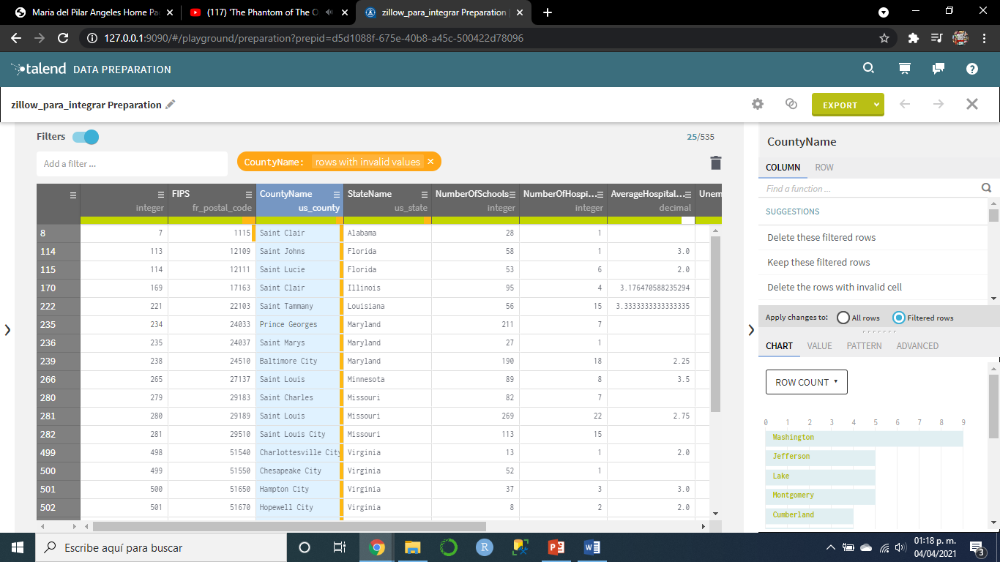 Maria del Pilar Angeles Home Pa
(117) 'The Phantom of The O
zillow_para_integrar Preparation
127.0.0.1:9090/#/playground/preparation?prepid=d5d1088f-675e-40b8-a45c-500422d78096
talend DATA PREPARATION
zillow_para_integrar Preparation
EXPORT
Filters
25/535
Add a filter ...
CountyName: rows with invalid values ×
FIPS CountyName StateName NumberOfSchools NumberOfHospi... AverageHospital... Unem
integer fr_postal_code us_county us_state integer integer decimal
8 7 1115 Saint Clair Alabama 28 1
114 113 12109 Saint Johns Florida 58 1 3.0
115 114 12111 Saint Lucie Florida 53 6 2.0
170 169 17163 Saint Clair Illinois 95 4 3.176470588235294
222 221 22103 Saint Tammany Louisiana 56 15 3.3333333333333335
235 234 24033 Prince Georges Maryland 211 7
236 235 24037 Saint Marys Maryland 27 1
239 238 24510 Baltimore City Maryland 190 18 2.25
266 265 27137 Saint Louis Minnesota 89 8 3.5
280 279 29183 Saint Charles Missouri 82 7
281 280 29189 Saint Louis Missouri 269 22 2.75
282 281 29510 Saint Louis City Missouri 113 15
499 498 51540 Charlottesville City Virginia 13 1 2.0
500 499 51550 Chesapeake City Virginia 52 1
501 500 51650 Hampton City Virginia 37 3 3.0
502 501 51670 Hopewell City Virginia 8 2 2.0
CountyName
COLUMN ROW
Find a function ...
SUGGESTIONS
Delete these filtered rows
Keep these filtered rows
Delete the rows with invalid cell
Apply changes to: All rows Filtered rows
CHART VALUE PATTERN ADVANCED
ROW COUNT
0 1 2 3 4 5 6 7 8 9
Washington
Jefferson
Lake
Montgomery
Cumberland
Escribe aquí para buscar
01:18 p. m.
04/04/2021
3